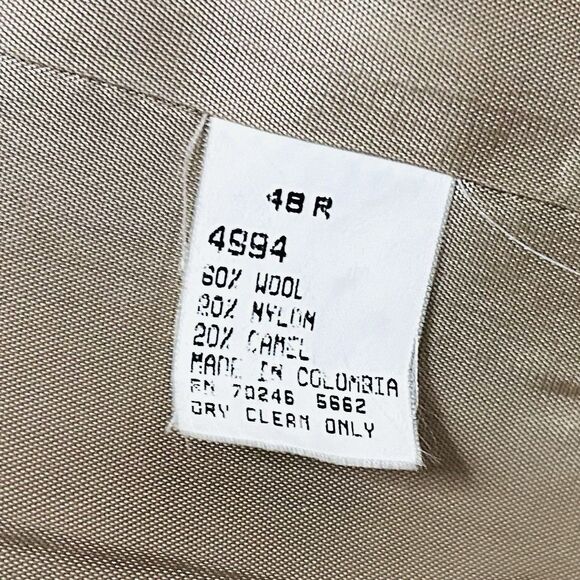 48 R
4994
60% WOOL
20% NYLON
20% CAMEL
MADE IN COLOMBIA
RN 70246 5662
DRY CLEAN ONLY